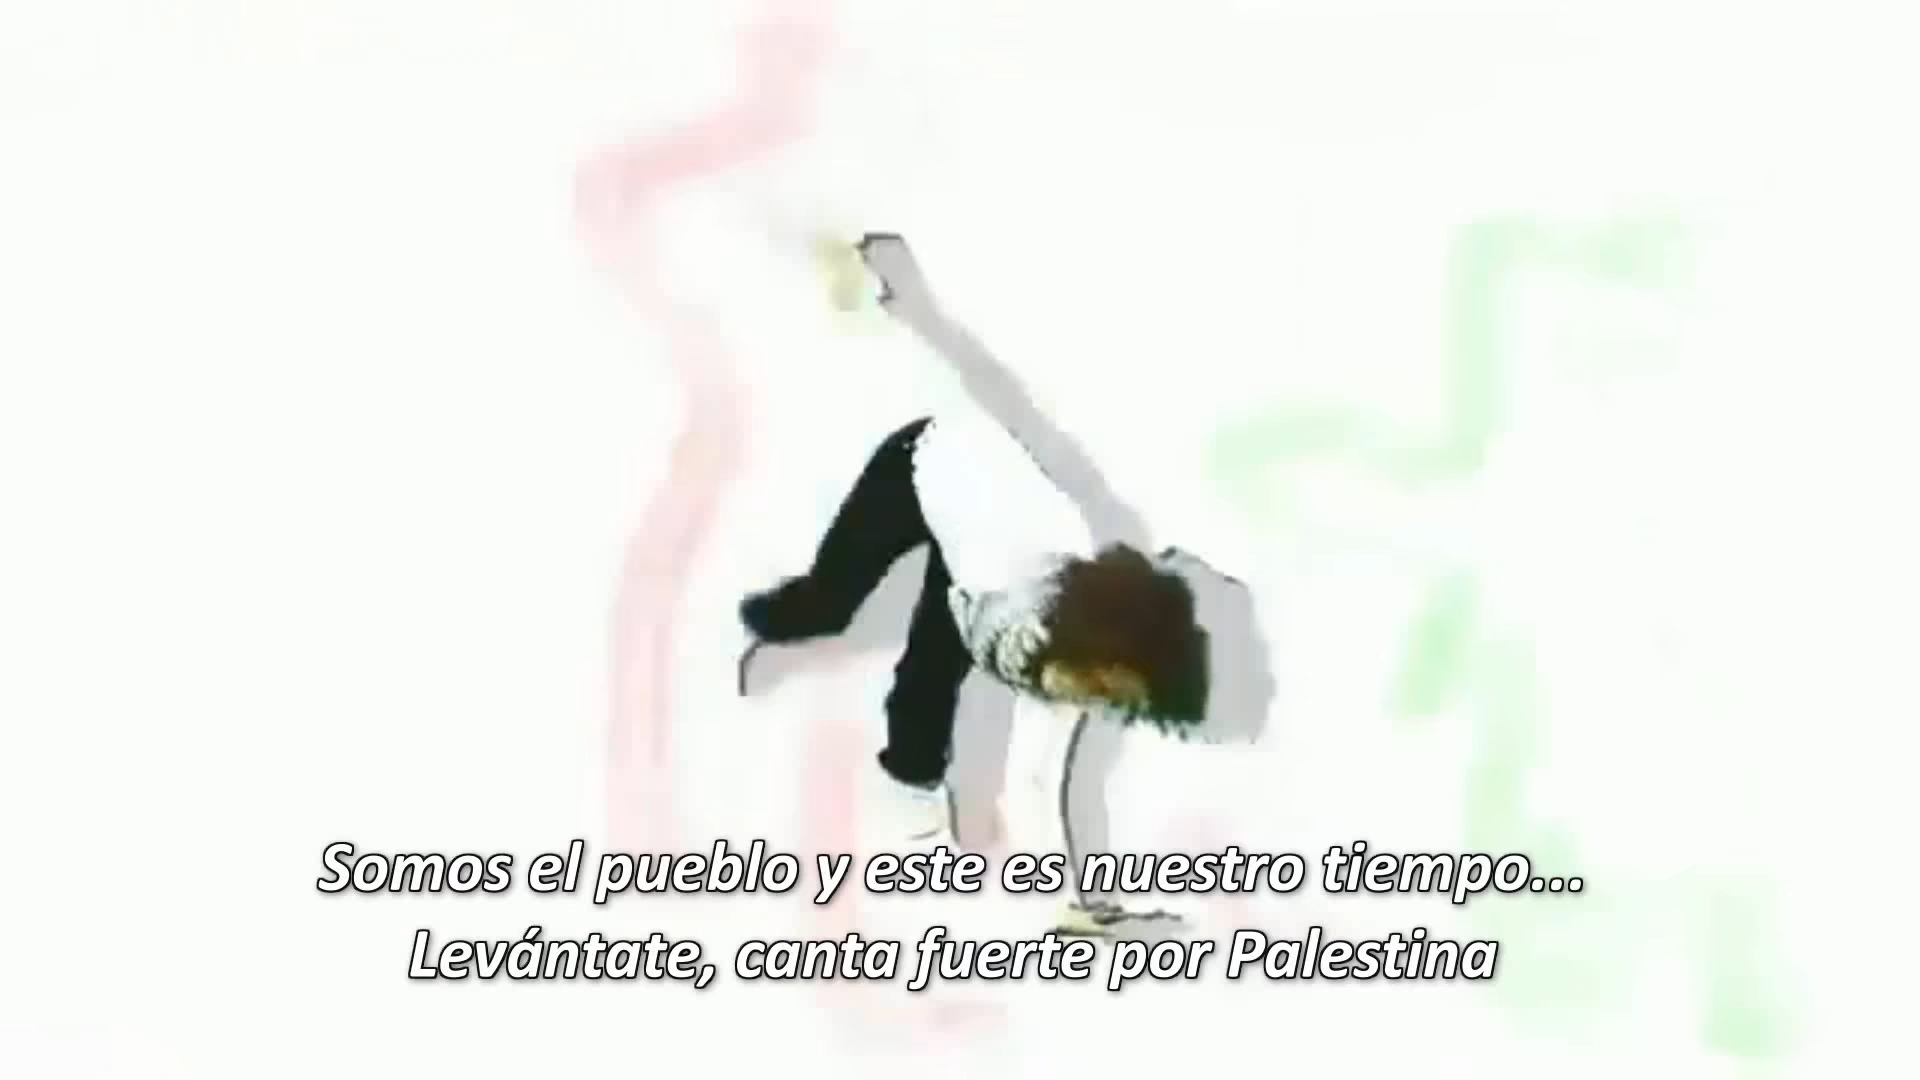 Somos el pueblo y este es nuestro tiempo...
Levántate, canta fuerte por Palestina